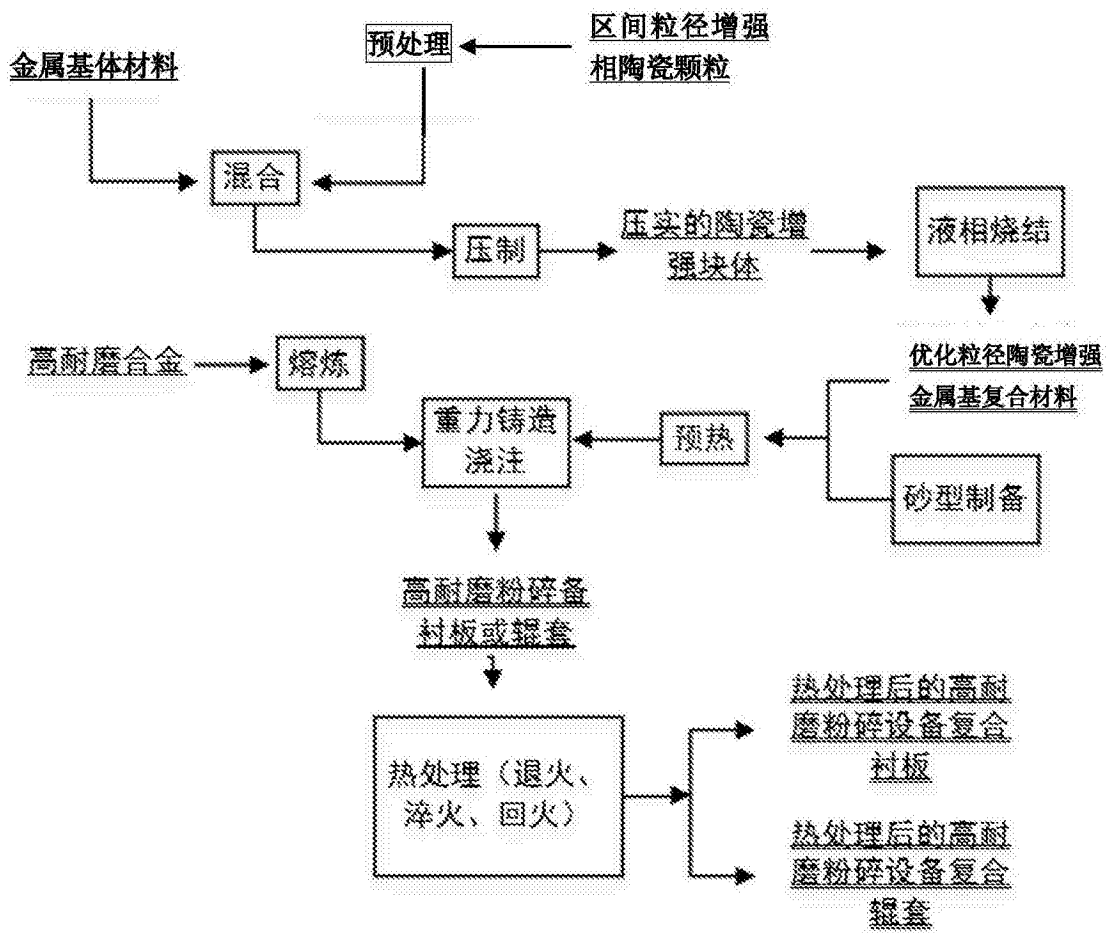 区间粒径增强
相陶瓷颗粒
预处理
金属基体材料
混合
压制
压实的陶瓷增
强块体
液相烧结
优化粒径陶瓷增强
金属基复合材料
高耐磨合金
熔炼
重力铸造
浇注
预热
砂型制备
高耐磨粉碎备
衬板或辊套
热处理（退火、
淬火、回火）
热处理后的高耐
磨粉碎设备复合
衬板
热处理后的高耐
磨粉碎设备复合
辊套